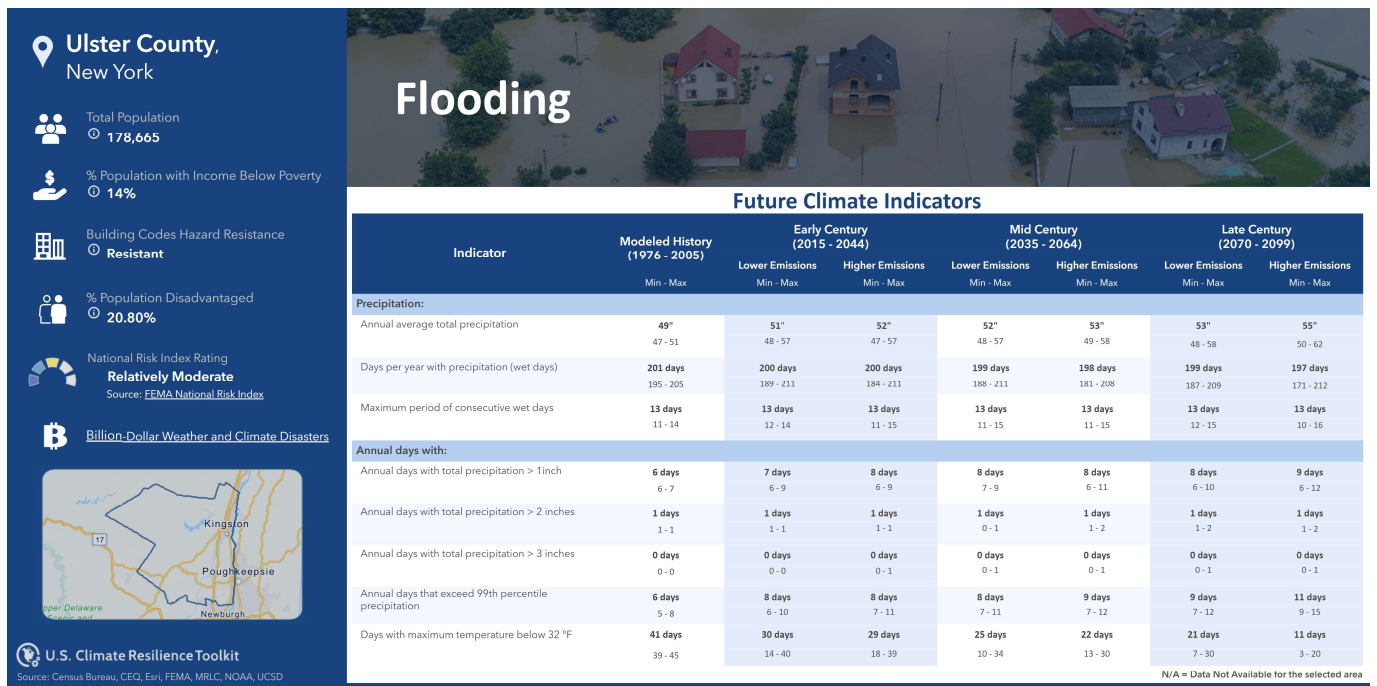 Ulster County,
New York
Total Population
178,665
% Population with Income Below Poverty
14%
Building Codes Hazard Resistance
Resistant
% Population Disadvantaged
20.80%
National Risk Index Rating
Relatively Moderate
Source: FEMA National Risk Index
Billion-Dollar Weather and Climate Disasters
Kingston
17
Poughkeepsie
pper Delaware
Scenic and
Newburgh
U.S. Climate Resilience Toolkit
Source: Census Bureau, CEQ, Esri, FEMA, MRLC, NOAA, UCSD
Flooding
Future Climate Indicators
Indicator
Modeled History
(1976 - 2005)
Early Century
(2015 - 2044)
Mid Century
(2035 - 2064)
Late Century
(2070 - 2099)
Lower Emissions Higher Emissions Lower Emissions Higher Emissions Lower Emissions Higher Emissions
Min - Max Min - Max Min - Max Min - Max Min - Max Min - Max Min - Max
Precipitation:
Annual average total precipitation 49" 51" 52" 52" 53" 53" 55"
47 - 51 48 - 57 47 - 57 48 - 57 49 - 58 48 - 58 50 - 62
Days per year with precipitation (wet days) 201 days 200 days 200 days 199 days 198 days 199 days 197 days
195 - 205 189 - 211 184 - 211 188 - 211 181 - 208 187 - 209 171 - 212
Maximum period of consecutive wet days 13 days 13 days 13 days 13 days 13 days 13 days 13 days
11 - 14 12 - 14 11 - 15 11 - 15 11 - 15 12 - 15 10 - 16
Annual days with:
Annual days with total precipitation > 1inch 6 days 7 days 8 days 8 days 8 days 8 days 9 days
6 - 7 6 - 9 6 - 9 7 - 9 6 - 11 6 - 10 6 - 12
Annual days with total precipitation > 2 inches 1 days 1 days 1 days 1 days 1 days 1 days 1 days
1 - 1 1 - 1 1 - 1 0 - 1 1 - 2 1 - 2 1 - 2
Annual days with total precipitation > 3 inches 0 days 0 days 0 days 0 days 0 days 0 days 0 days
0 - 0 0 - 0 0 - 1 0 - 1 0 - 1 0 - 1 0 - 1
Annual days that exceed 99th percentile
precipitation
6 days 8 days 8 days 8 days 9 days 9 days 11 days
5 - 8 6 - 10 7 - 11 7 - 11 7 - 12 7 - 12 9 - 15
Days with maximum temperature below 32 °F 41 days 30 days 29 days 25 days 22 days 21 days 11 days
39 - 45 14 - 40 18 - 39 10 - 34 13 - 30 7 - 30 3 - 20
N/A = Data Not Available for the selected area